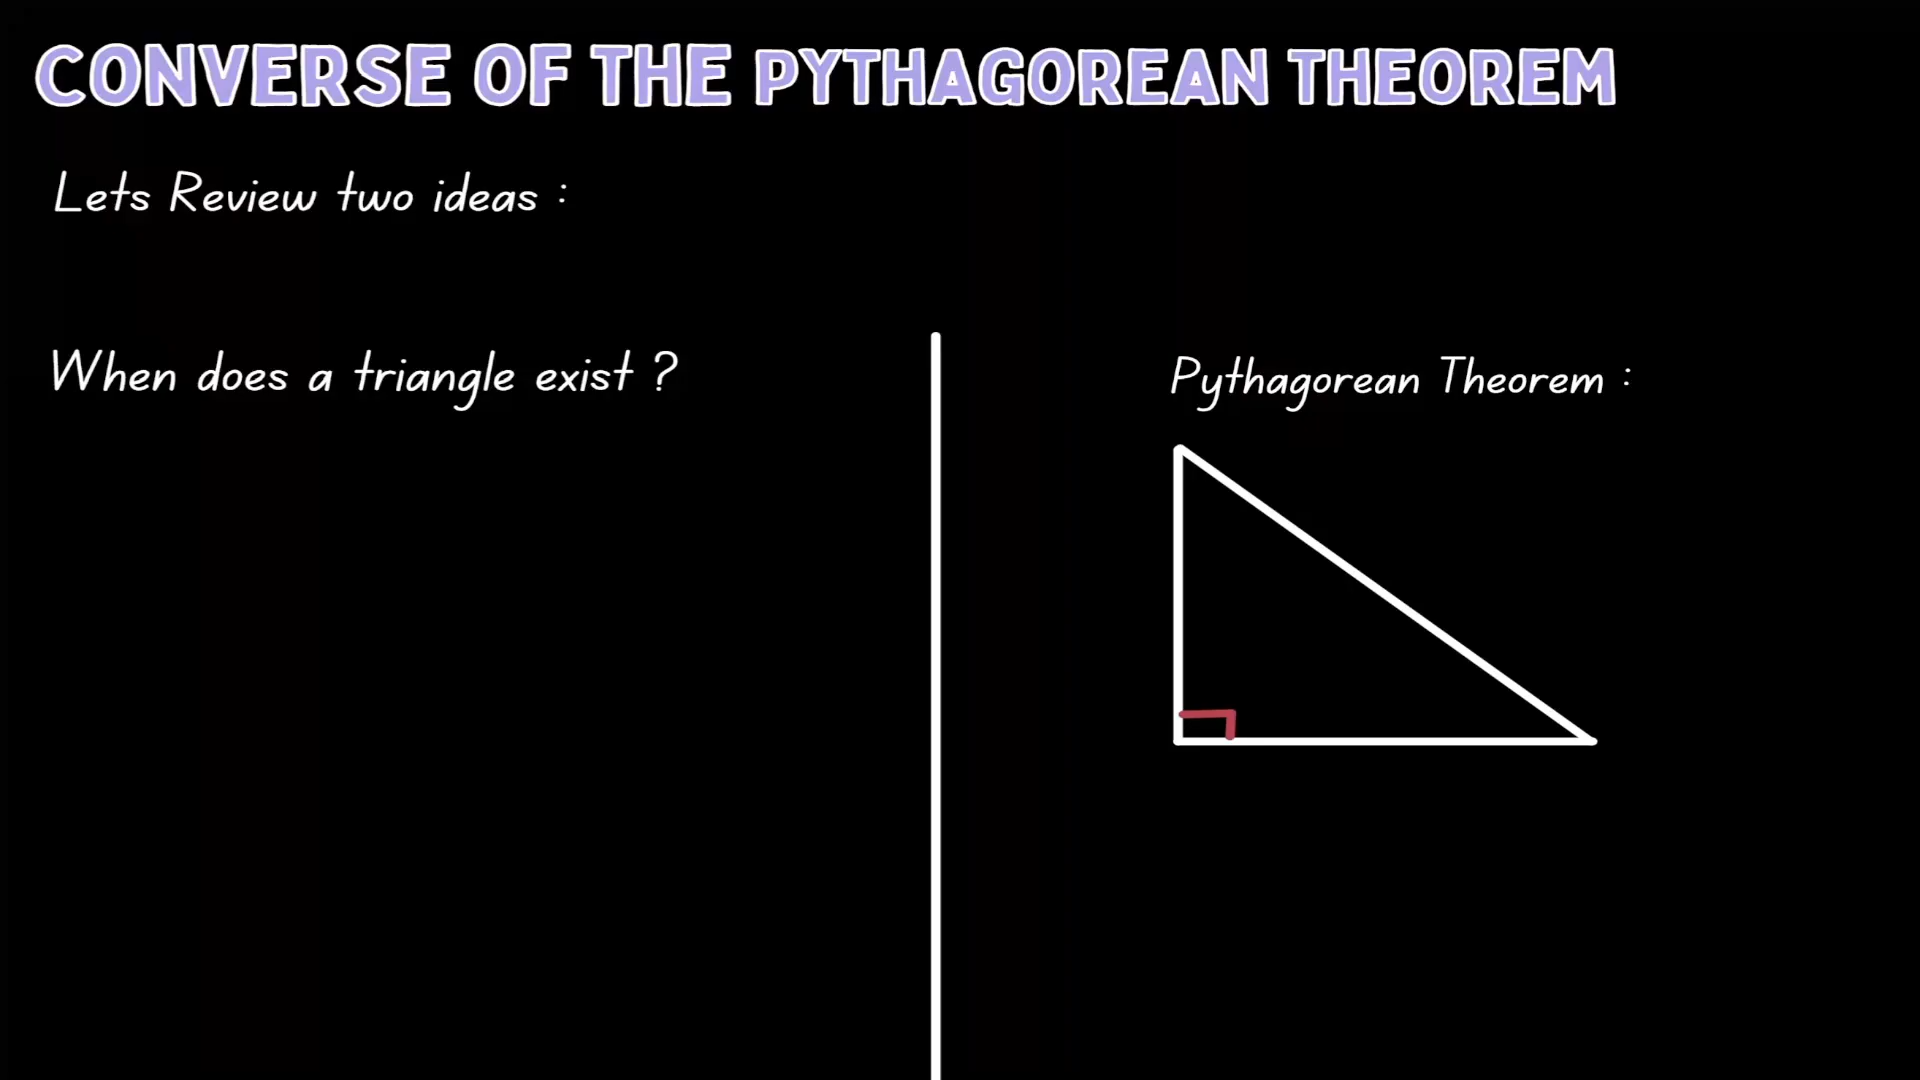 CONVERSE OF THE PYTHAGOREAN THEOREM
Lets Review two ideas :
When does a triangle exist ?
Pythagorean Theorem :